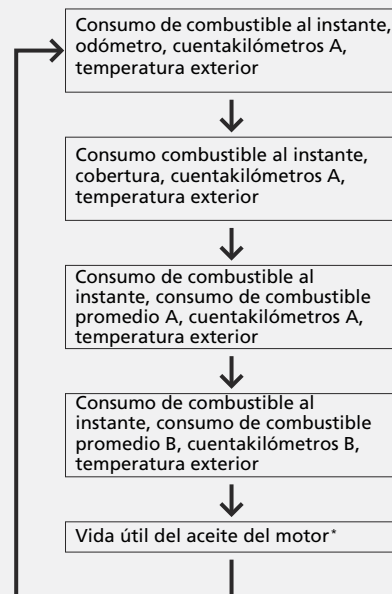 Consumo de combustible al instante,
odómetro, cuentakilómetros A,
temperatura exterior
Consumo combustible al instante,
cobertura, cuentakilómetros A,
temperatura exterior
Consumo de combustible al
instante, consumo de combustible
promedio A, cuentakilómetros A,
temperatura exterior
Consumo de combustible al
instante, consumo de combustible
promedio B, cuentakilómetros B,
temperatura exterior
Vida útil del aceite del motor*